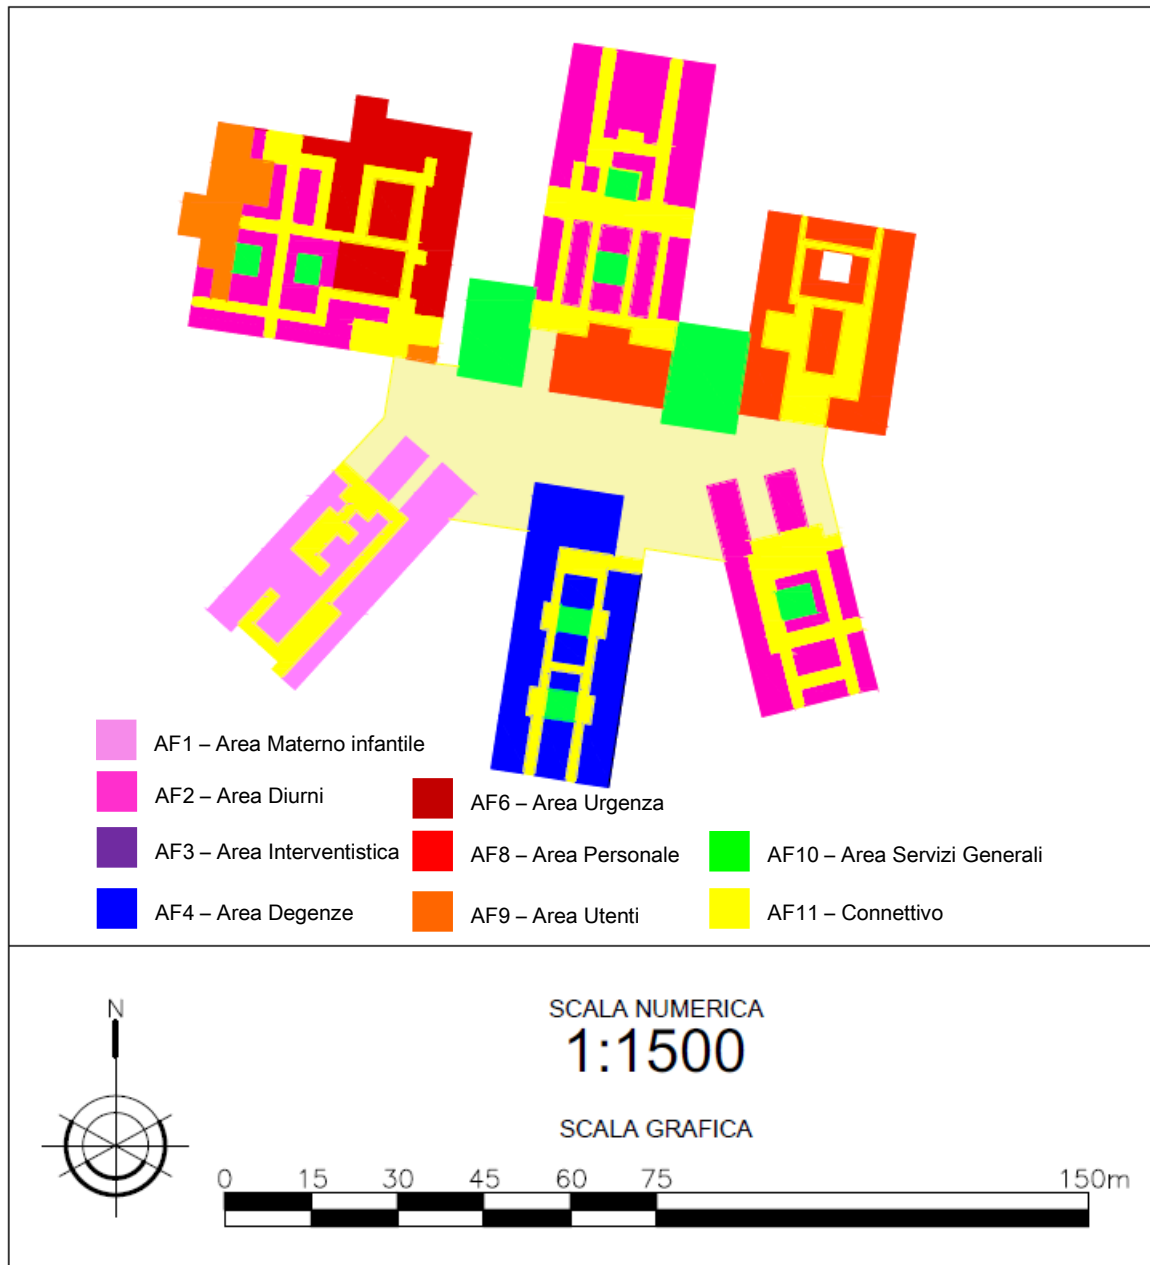 AF1 – Area Materno infantile
AF2 – Area Diurni
AF3 – Area Interventistica
AF4 – Area Degenze
AF6 – Area Urgenza
AF8 – Area Personale
AF9 – Area Utenti
AF10 – Area Servizi Generali
AF11 – Connettivo
N
SCALA NUMERICA
1:1500
SCALA GRAFICA
0 15 30 45 60 75 150m